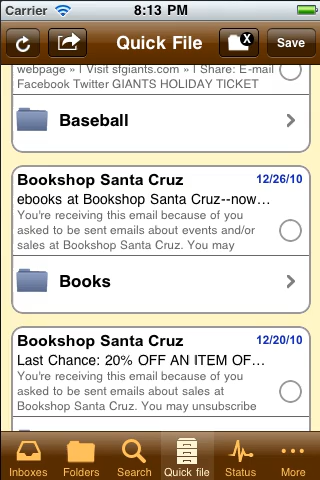 Carrier 8:13 PM
Quick File Save
webpage » | Visit sfgiants.com » | Share: E-mail
Facebook Twitter GIANTS HOLIDAY TICKET
Baseball
Bookshop Santa Cruz 12/26/10
ebooks at Bookshop Santa Cruz--now…
You're receiving this email because of you
asked to be sent emails about events and/or
sales at Bookshop Santa Cruz. You may
Books
Bookshop Santa Cruz 12/20/10
Last Chance: 20% OFF AN ITEM OF…
You're receiving this email because of you
asked to be sent emails about sales at
Bookshop Santa Cruz. You may unsubscribe
Inboxes Folders Search Quick file Status More